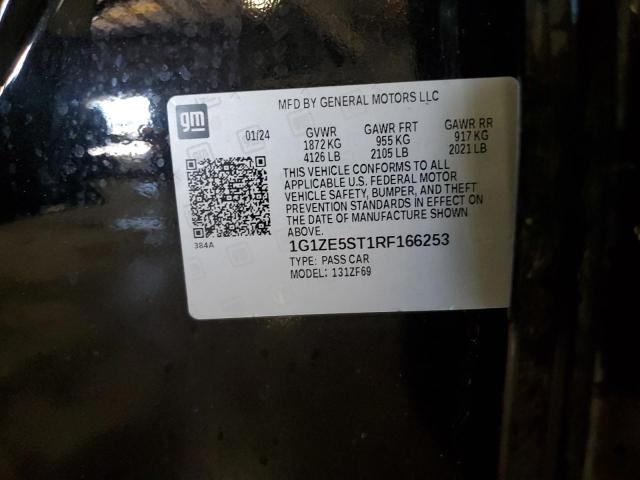 MFD BY GENERAL MOTORS LLC
gm
01/24 GVWR GAWR FRT GAWR RR
1872 KG 955 KG 917 KG
4126 LB 2105 LB 2021 LB
THIS VEHICLE CONFORMS TO ALL
APPLICABLE U.S. FEDERAL MOTOR
VEHICLE SAFETY, BUMPER, AND THEFT
PREVENTION STANDARDS IN EFFECT ON
THE DATE OF MANUFACTURE SHOWN
ABOVE.
384A
1G1ZE5ST1RF166253
TYPE: PASS CAR
MODEL: 131ZF69